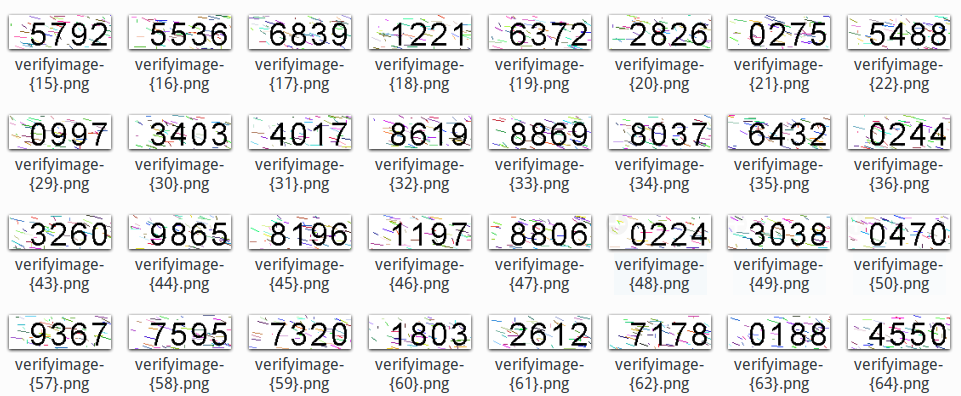 5792 5536 6839 1221 6372 2826 0275 5488
verifyimage- verifyimage- verifyimage- verifyimage- verifyimage- verifyimage- verifyimage- verifyimage-
{15}.png {16}.png {17}.png {18}.png {19}.png {20}.png {21}.png {22}.png
0997 3403 4017 8619 8869 8037 6432 0244
verifyimage- verifyimage- verifyimage- verifyimage- verifyimage- verifyimage- verifyimage- verifyimage-
{29}.png {30}.png {31}.png {32}.png {33}.png {34}.png {35}.png {36}.png
3260 9865 8196 1197 8806 0224 3038 0470
verifyimage- verifyimage- verifyimage- verifyimage- verifyimage- verifyimage- verifyimage- verifyimage-
{43}.png {44}.png {45}.png {46}.png {47}.png {48}.png {49}.png {50}.png
9367 7595 7320 1803 2612 7178 0188 4550
verifyimage- verifyimage- verifyimage- verifyimage- verifyimage- verifyimage- verifyimage- verifyimage-
{57}.png {58}.png {59}.png {60}.png {61}.png {62}.png {63}.png {64}.png